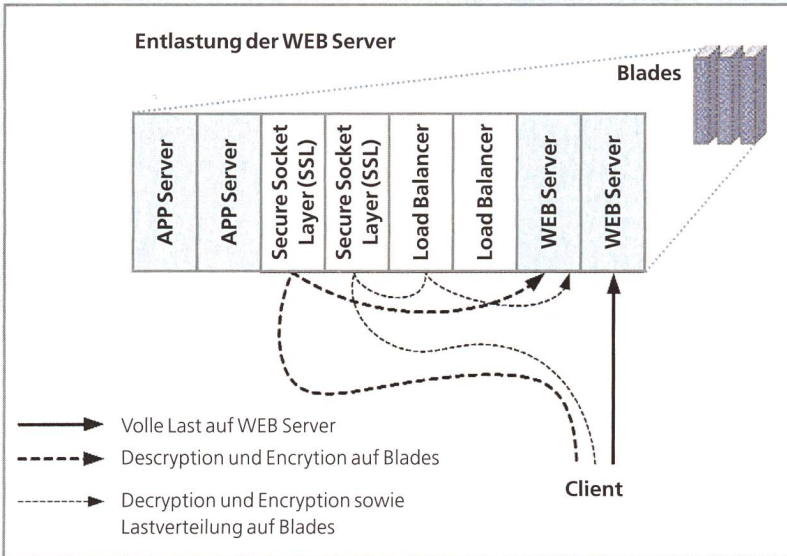 Entlastung der WEB Server
Blades
APP Server
APP Server
Secure Socket
Layer (SSL)
Secure Socket
Layer (SSL)
Load Balancer
Load Balancer
WEB Server
WEB Server
Volle Last auf WEB Server
Descryption und Encrytion auf Blades
Decryption und Encryption sowie
Lastverteilung auf Blades
Client